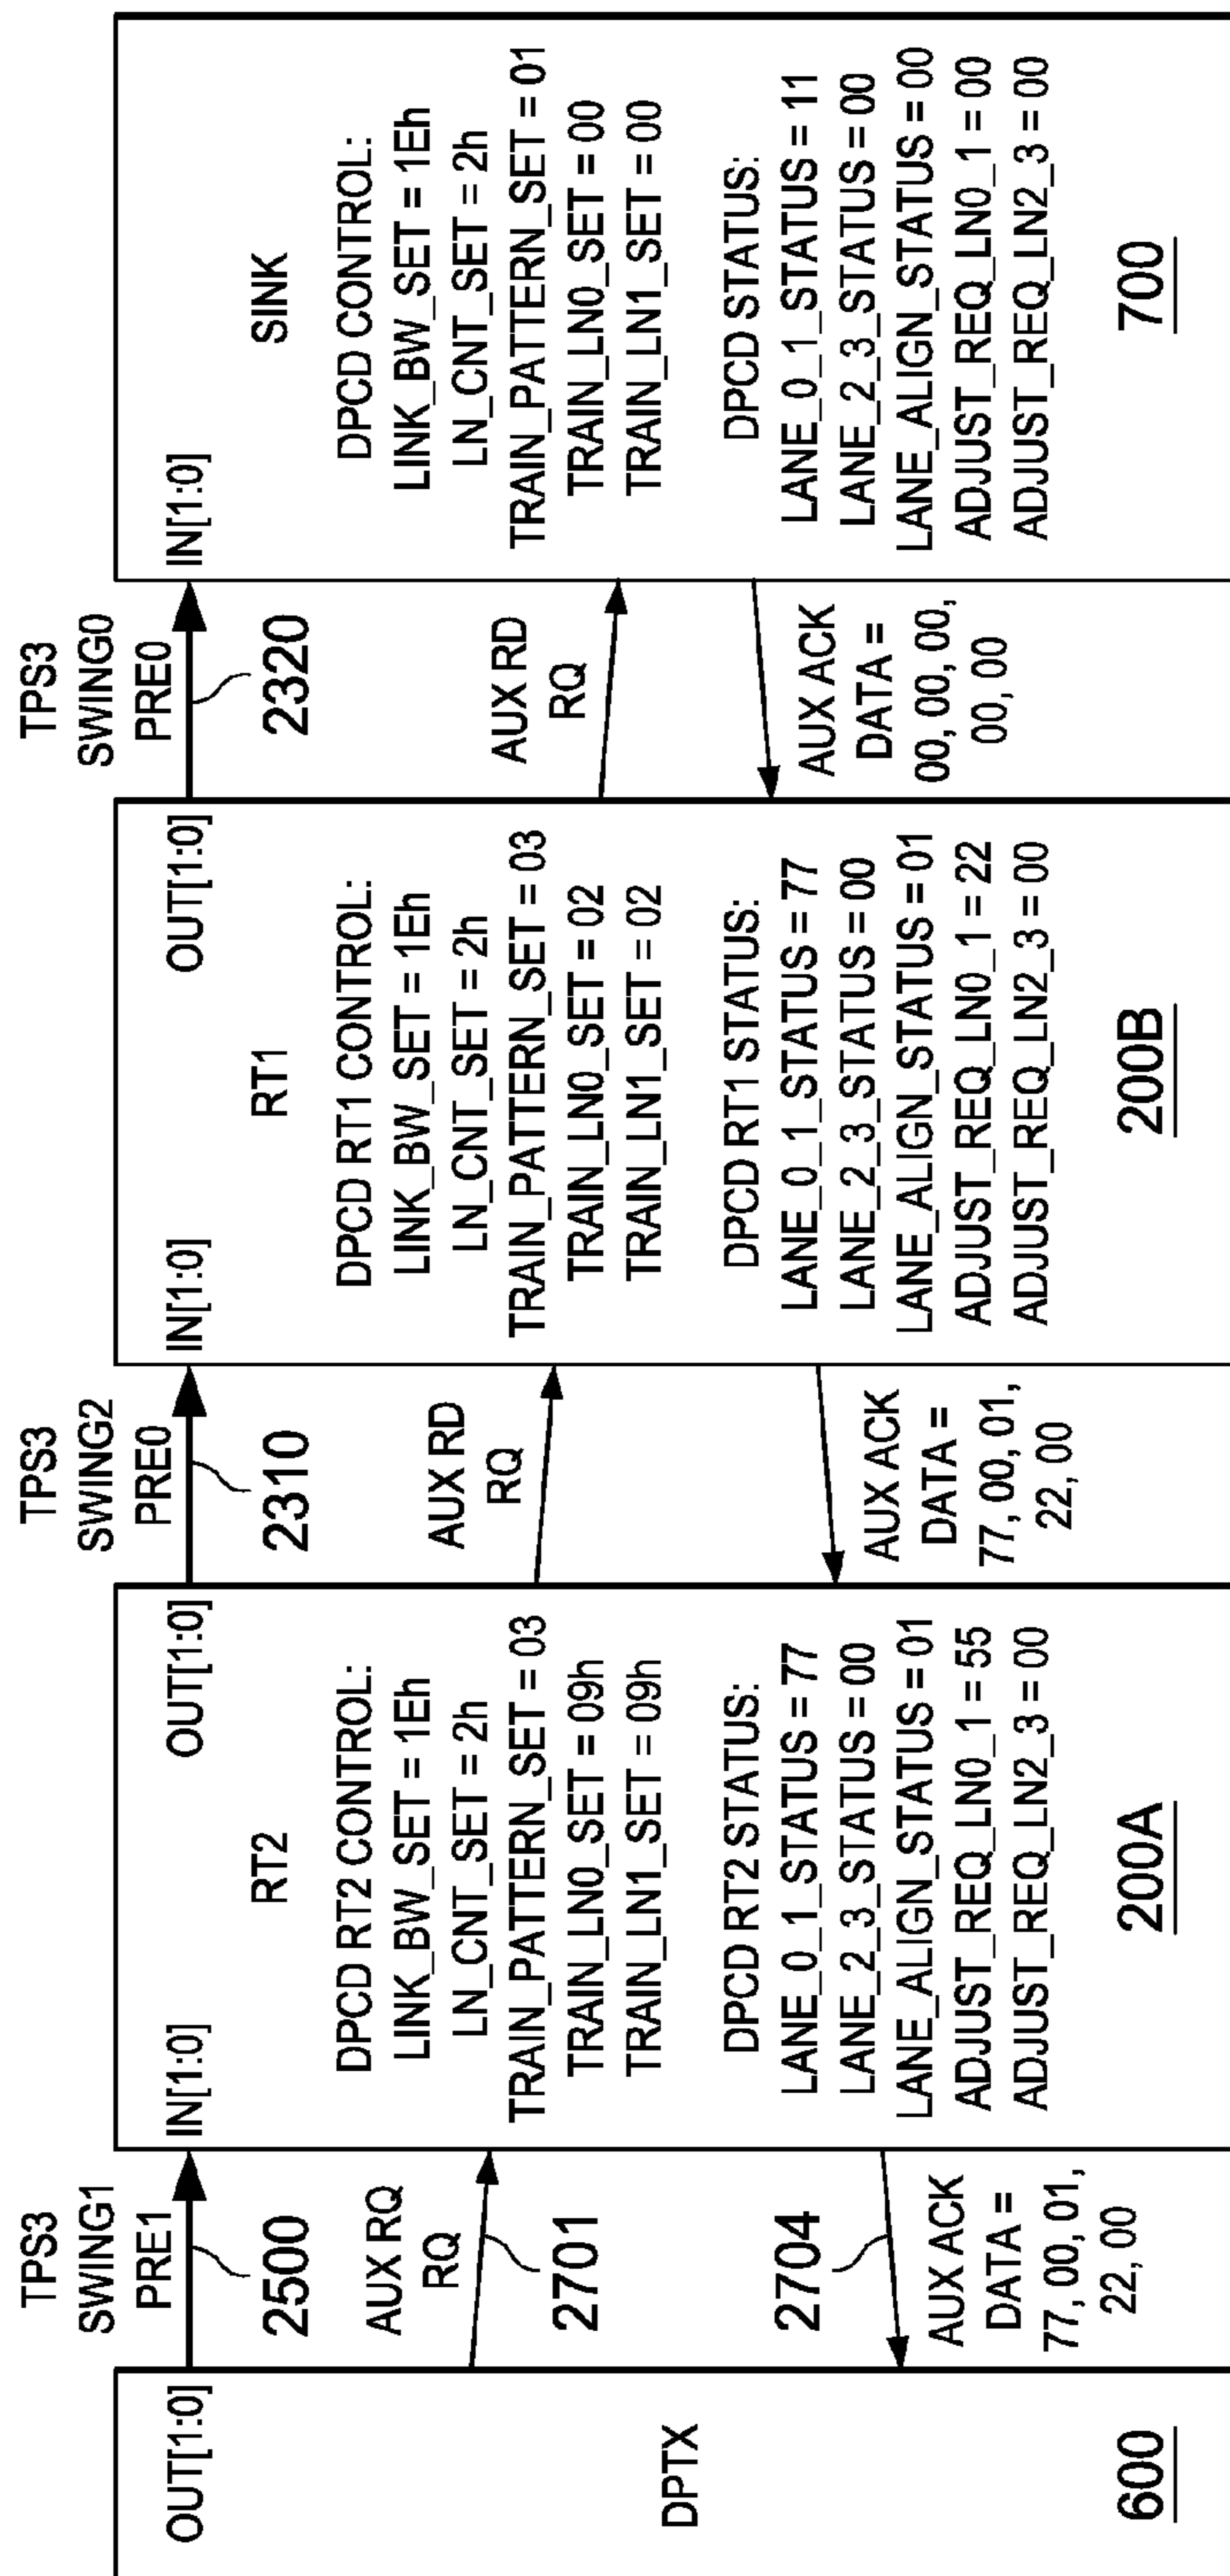 OUT[1:0]
DPTX
600
TPS3
SWING1
PRE1
2500
AUX RQ
RQ
2701
2704
AUX ACK
DATA =
77, 00, 01,
22, 00
IN[1:0]
OUT[1:0]
RT2
DPCD RT2 CONTROL:
LINK_BW_SET = 1Eh
LN_CNT_SET = 2h
TRAIN_PATTERN_SET = 03
TRAIN_LN0_SET = 09h
TRAIN_LN1_SET = 09h
DPCD RT2 STATUS:
LANE_0_1_STATUS = 77
LANE_2_3_STATUS = 00
LANE_ALIGN_STATUS = 01
ADJUST_REQ_LN0_1 = 55
ADJUST_REQ_LN2_3 = 00
200A
TPS3
SWING2
PRE0
2310
AUX RD
RQ
AUX ACK
DATA =
77, 00, 01,
22, 00
IN[1:0]
OUT[1:0]
RT1
DPCD RT1 CONTROL:
LINK_BW_SET = 1Eh
LN_CNT_SET = 2h
TRAIN_PATTERN_SET = 03
TRAIN_LN0_SET = 02
TRAIN_LN1_SET = 02
DPCD RT1 STATUS:
LANE_0_1_STATUS = 77
LANE_2_3_STATUS = 00
LANE_ALIGN_STATUS = 01
ADJUST_REQ_LN0_1 = 22
ADJUST_REQ_LN2_3 = 00
200B
TPS3
SWING0
PRE0
2320
AUX RD
RQ
AUX ACK
DATA =
00, 00, 00,
00, 00
IN[1:0]
SINK
DPCD CONTROL:
LINK_BW_SET = 1Eh
LN_CNT_SET = 2h
TRAIN_PATTERN_SET = 01
TRAIN_LN0_SET = 00
TRAIN_LN1_SET = 00
DPCD STATUS:
LANE_0_1_STATUS = 11
LANE_2_3_STATUS = 00
LANE_ALIGN_STATUS = 00
ADJUST_REQ_LN0_1 = 00
ADJUST_REQ_LN2_3 = 00
700